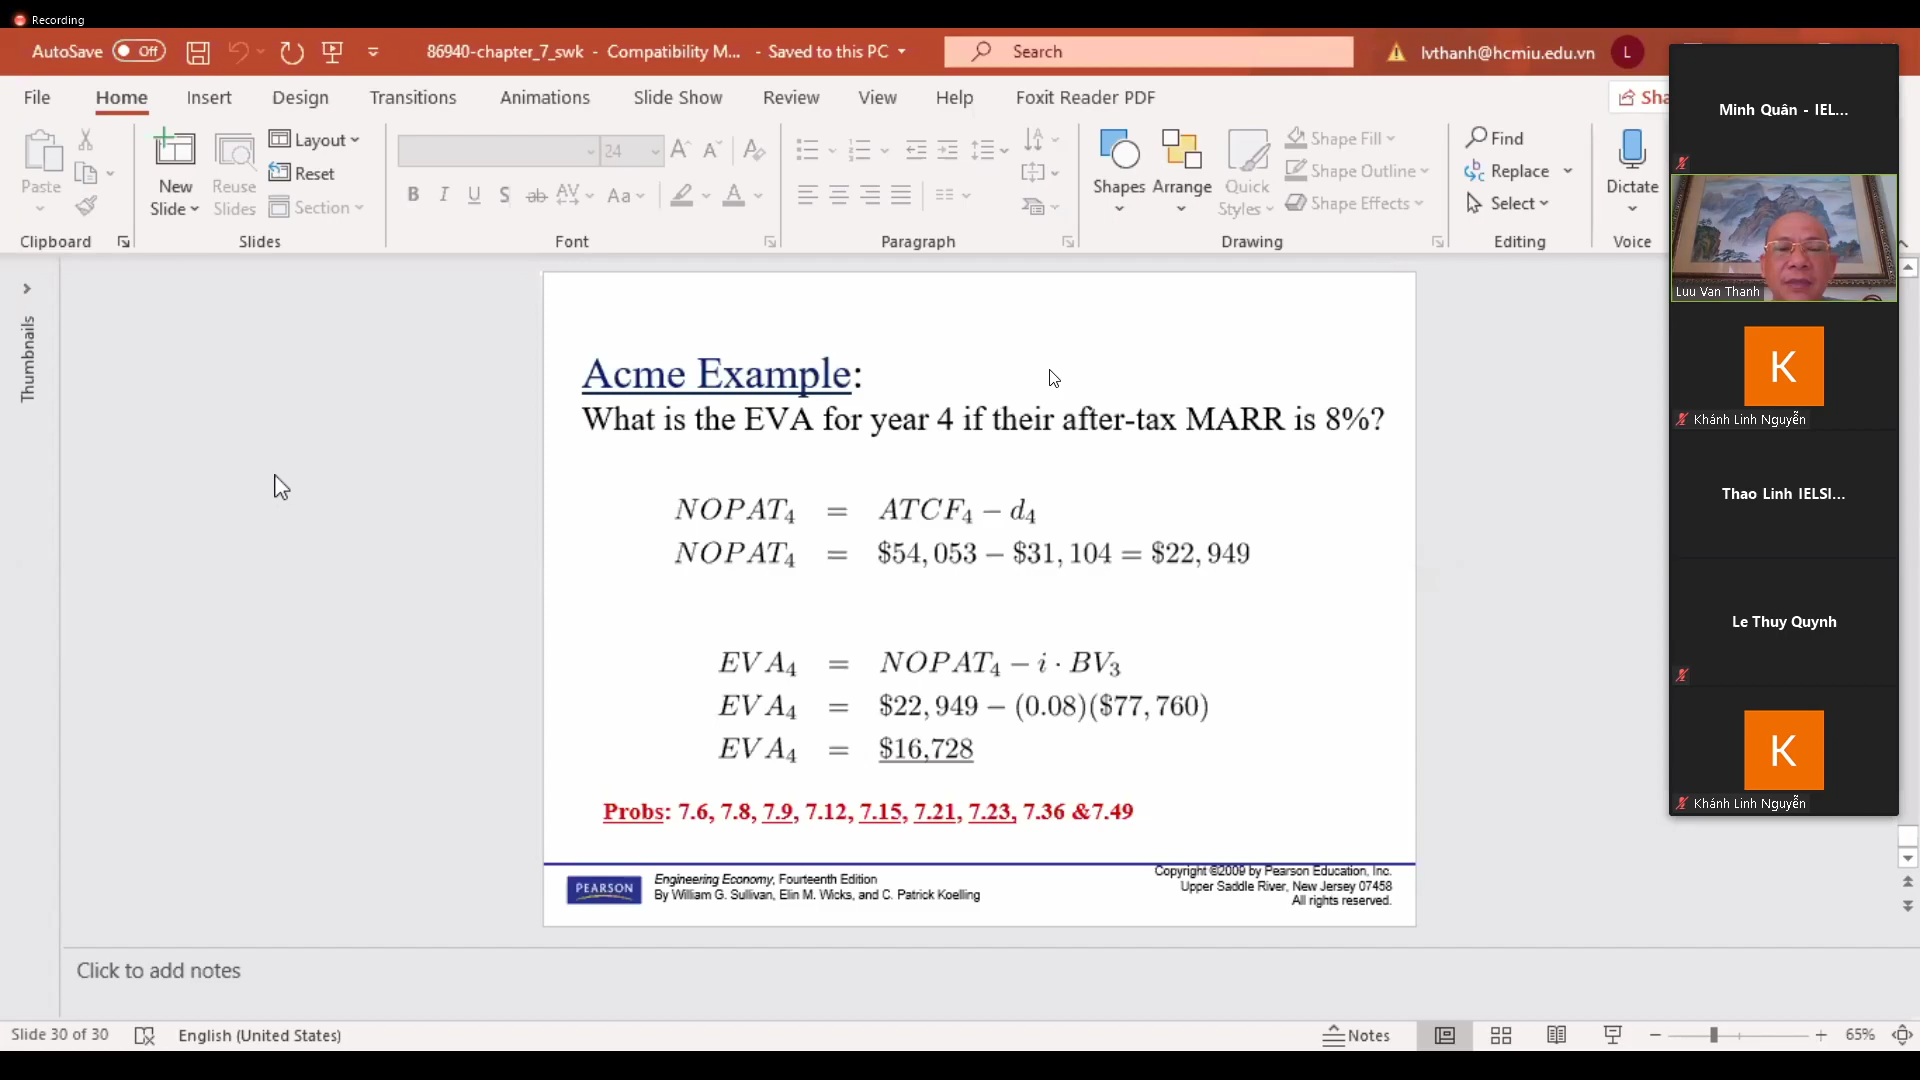 Recording
AutoSave Off
86940-chapter_7_swk - Compatibility M... - Saved to this PC
Search
lvthanh@hcmiu.edu.vn L
File Home Insert Design Transitions Animations Slide Show Review View Help Foxit Reader PDF
Sha
Paste
New Slide
Reuse Slides
Layout
Reset
Section
24
B I U S ab AV Aa A
Shapes
Arrange
Quick Styles
Shape Fill
Shape Outline
Shape Effects
Find
Replace
Select
Dictate
Clipboard Slides Font Paragraph Drawing Editing Voice
Thumbnails
Acme Example:
What is the EVA for year 4 if their after-tax MARR is 8%?
NOPAT₄ = ATCF₄ − d₄
NOPAT₄ = $54,053 − $31,104 = $22,949
EVA₄ = NOPAT₄ − i · BV₃
EVA₄ = $22,949 − (0.08)($77,760)
EVA₄ = $16,728
Probs: 7.6, 7.8, 7.9, 7.12, 7.15, 7.21, 7.23, 7.36 &7.49
PEARSON
Engineering Economy, Fourteenth Edition
By William G. Sullivan, Elin M. Wicks, and C. Patrick Koelling
Copyright ©2009 by Pearson Education, Inc.
Upper Saddle River, New Jersey 07458
All rights reserved.
Click to add notes
Slide 30 of 30 English (United States) Notes 65%
Minh Quân - IEL...
Luu Van Thanh
K
Khánh Linh Nguyễn
Thao Linh IELSI...
Le Thuy Quynh
K
Khánh Linh Nguyễn